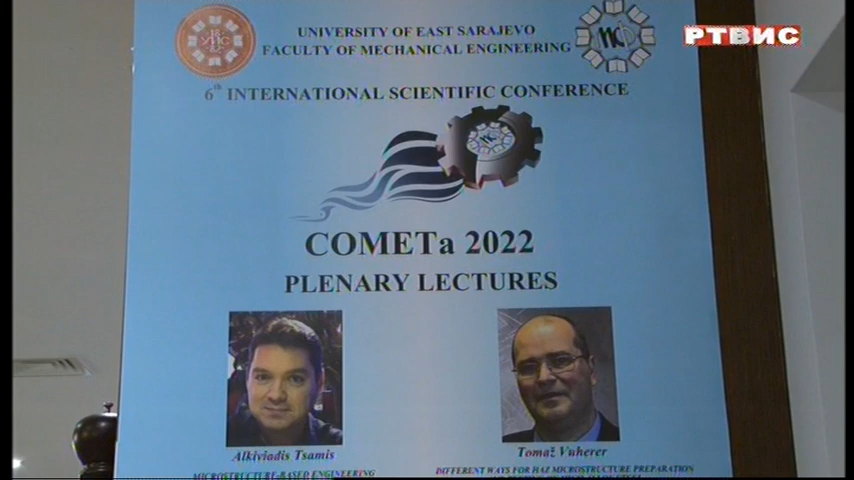 UNIVERSITY OF EAST SARAJEVO
FACULTY OF MECHANICAL ENGINEERING
РТВИС
6th INTERNATIONAL SCIENTIFIC CONFERENCE
COMETa 2022
PLENARY LECTURES
Alkiviadis Tsamis
Tomaž Vuherer
MICROSTRUCTURE-BASED ENGINEERING
DIFFERENT WAYS FOR HAZ MICROSTRUCTURE PREPARATION